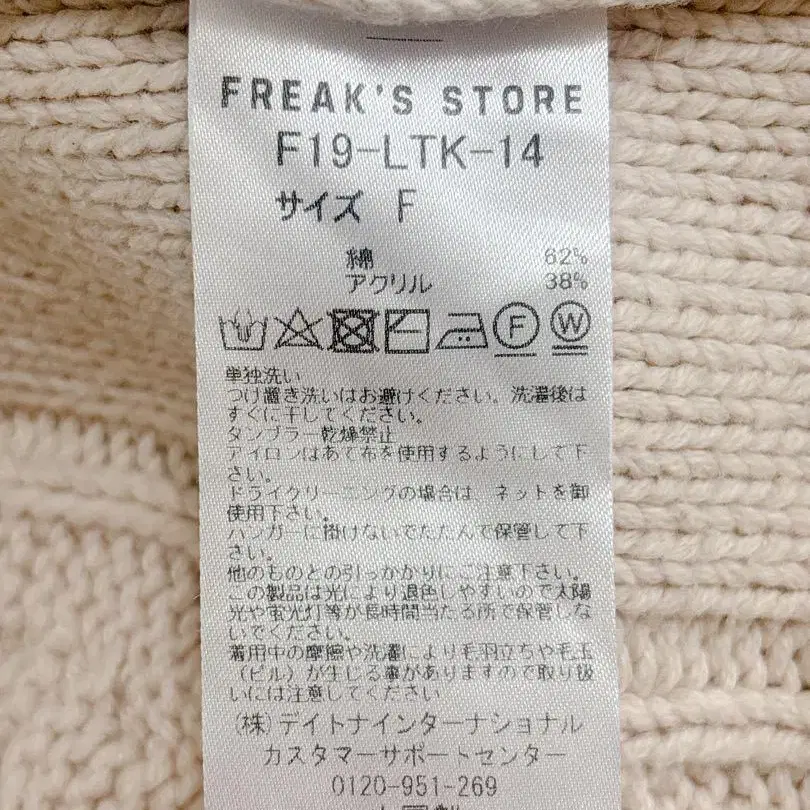 FREAK'S STORE
F19-LTK-14
サイズ F
綿 62%
アクリル 38%
F W
単独洗い
つけ置き洗いはお避けください。洗濯後は
すぐに干してください。
タンブラー乾燥禁止
アイロンはあて布を使用するようにして下
さい。
ドライクリーニングの場合は、ネットを御
使用下さい。
ハンガーに掛けないでたたんで保管して下
さい。
他のものとの引っかかりにご注意下さい。
この製品は光により退色しやすいので太陽
光や蛍光灯等が長時間当たる所で保管しな
いでください。
着用中の摩擦や洗濯により毛羽立ちや毛玉
(ピル)が生じる事がありますので取り扱
いには注意してください
(株)デイトナインターナショナル
カスタマーサポートセンター
0120-951-269